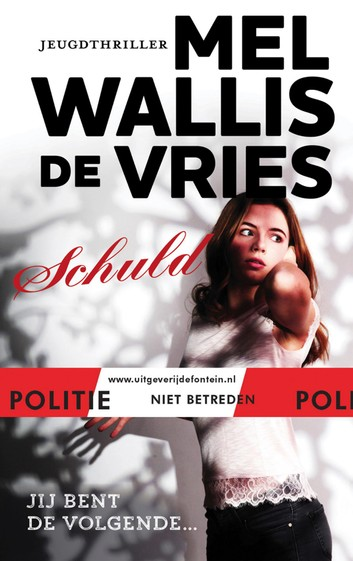 JEUGDTHRILLER MEL
WALLIS
DE VRIES
Schuld
www.uitgeverijdefontein.nl
POLITIE NIET BETREDEN POLI
JIJ BENT
DE VOLGENDE...